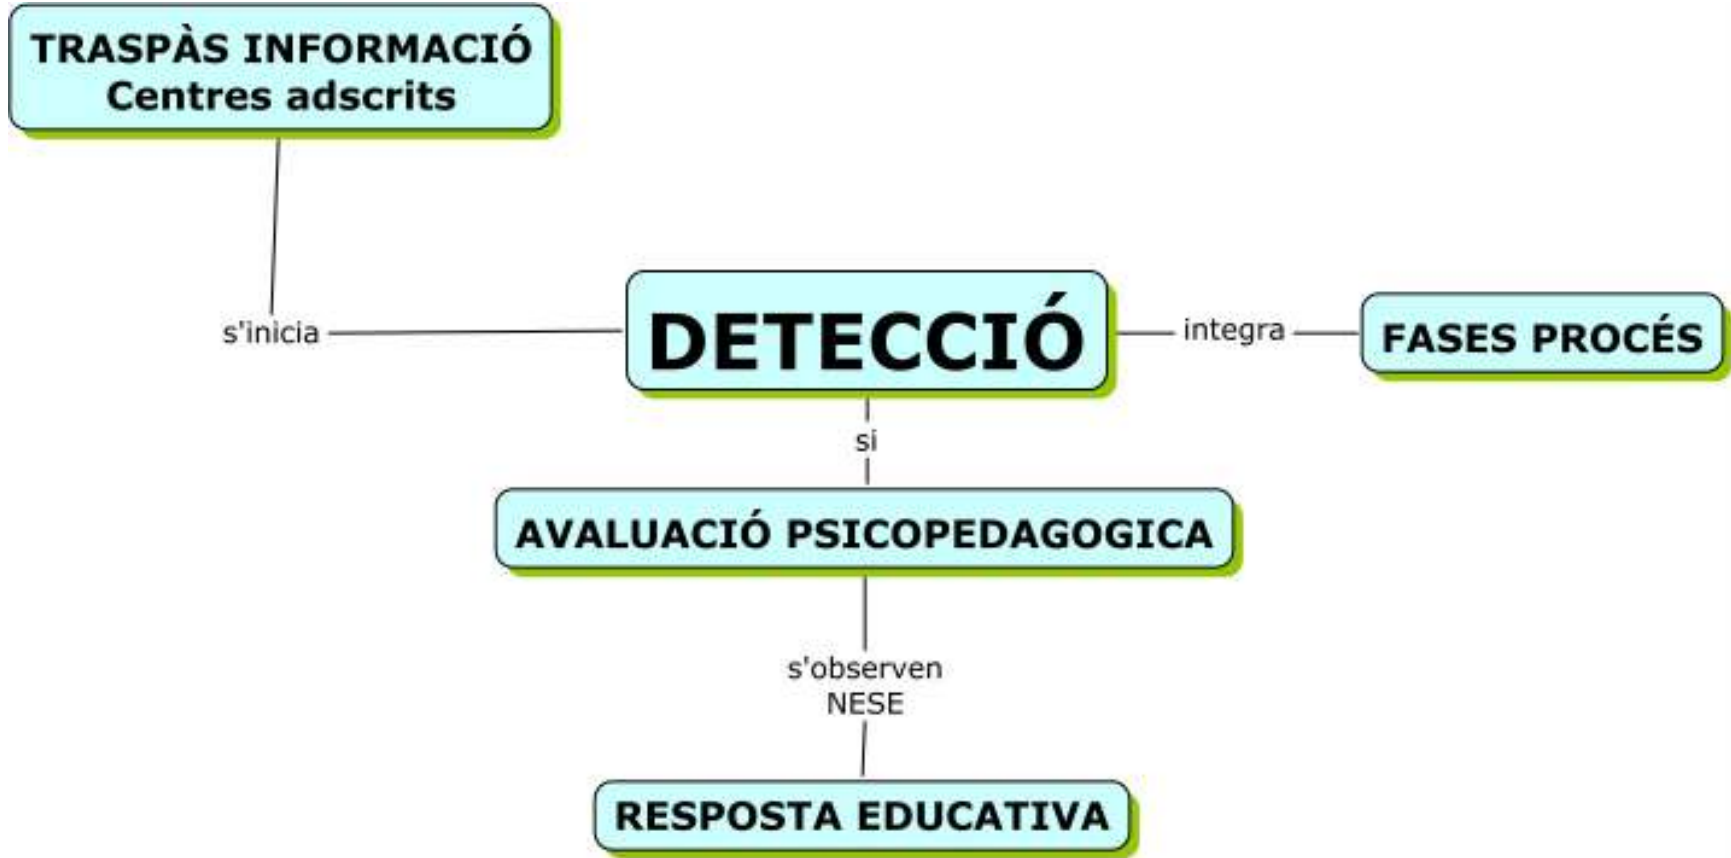 TRASPÀS INFORMACIÓ
Centres adscrits
s'inicia
DETECCIÓ
integra
FASES PROCÉS
si
AVALUACIÓ PSICOPEDAGOGICA
s'observen
NESE
RESPOSTA EDUCATIVA